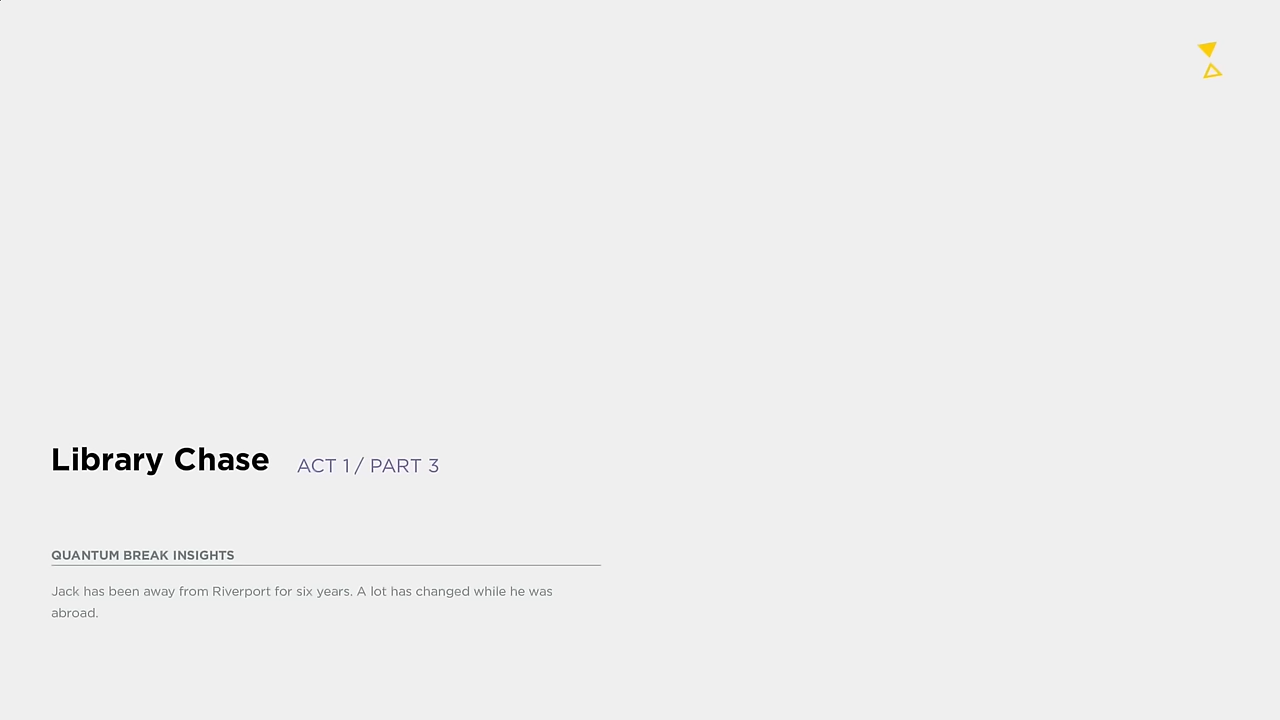 Library Chase ACT 1 / PART 3
QUANTUM BREAK INSIGHTS
Jack has been away from Riverport for six years. A lot has changed while he was
abroad.